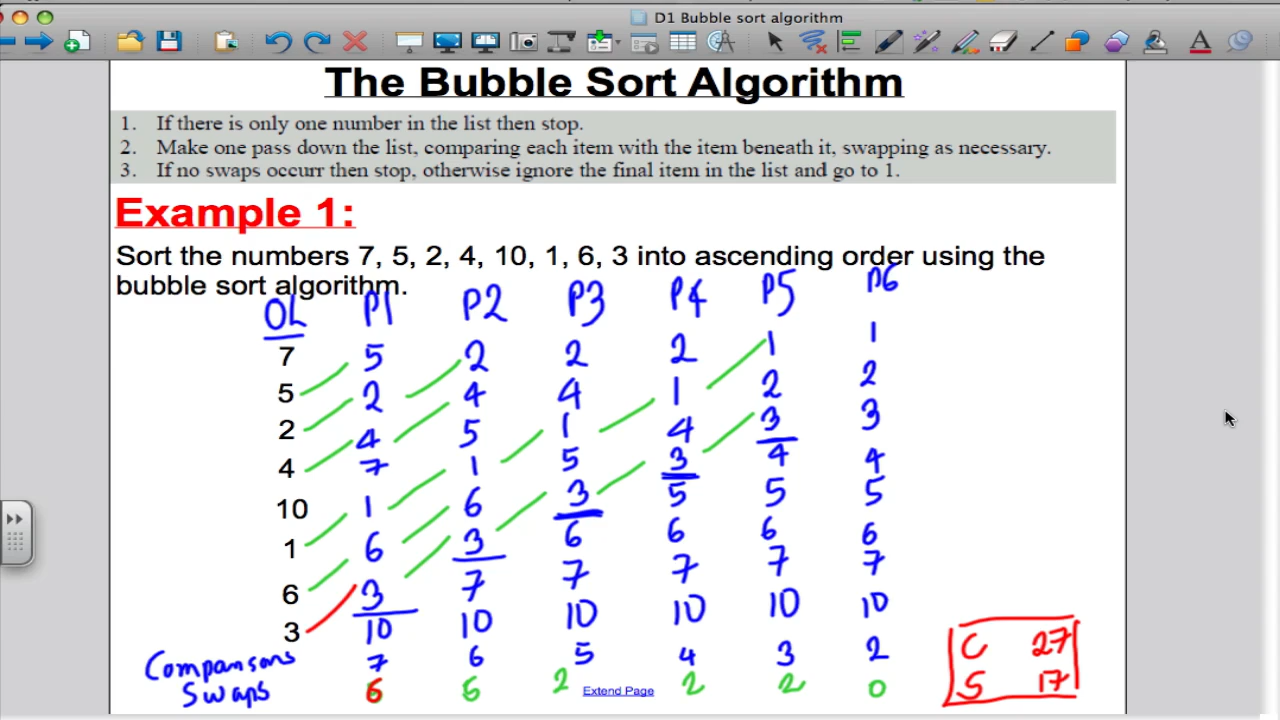 D1 Bubble sort algorithm
The Bubble Sort Algorithm
1. If there is only one number in the list then stop.
2. Make one pass down the list, comparing each item with the item beneath it, swapping as necessary.
3. If no swaps occurr then stop, otherwise ignore the final item in the list and go to 1.
Example 1:
Sort the numbers 7, 5, 2, 4, 10, 1, 6, 3 into ascending order using the
bubble sort algorithm.
OL P1 P2 P3 P4 P5 P6
7 5 2 2 2 1 1
5 2 4 4 1 2 2
2 4 5 1 4 3 3
4 7 1 5 3 4 4
10 1 6 3 5 5 5
1 6 3 6 6 6 6
6 3 7 7 7 7 7
3 10 10 10 10 10 10
Comparisons 7 6 5 4 3 2
Swaps 6 5 2 2 2 0
Extend Page
C 27
S 17